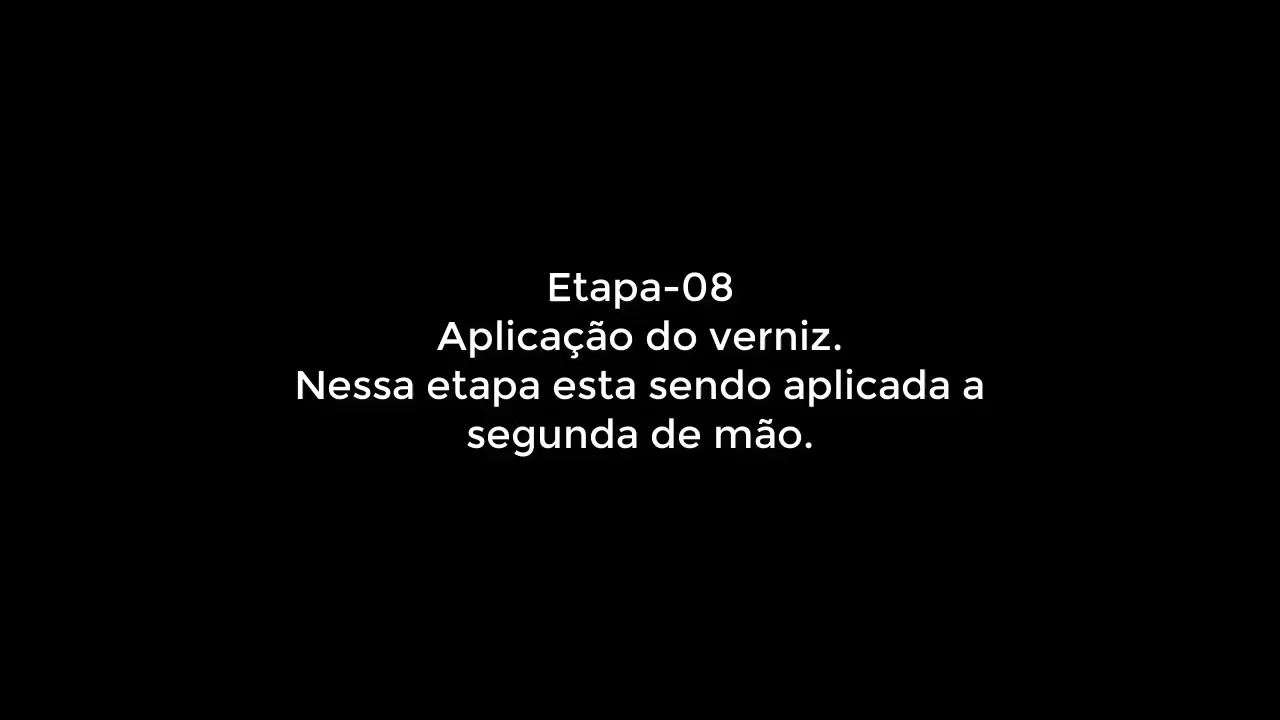 Etapa-08
Aplicação do verniz.
Nessa etapa esta sendo aplicada a
segunda de mão.